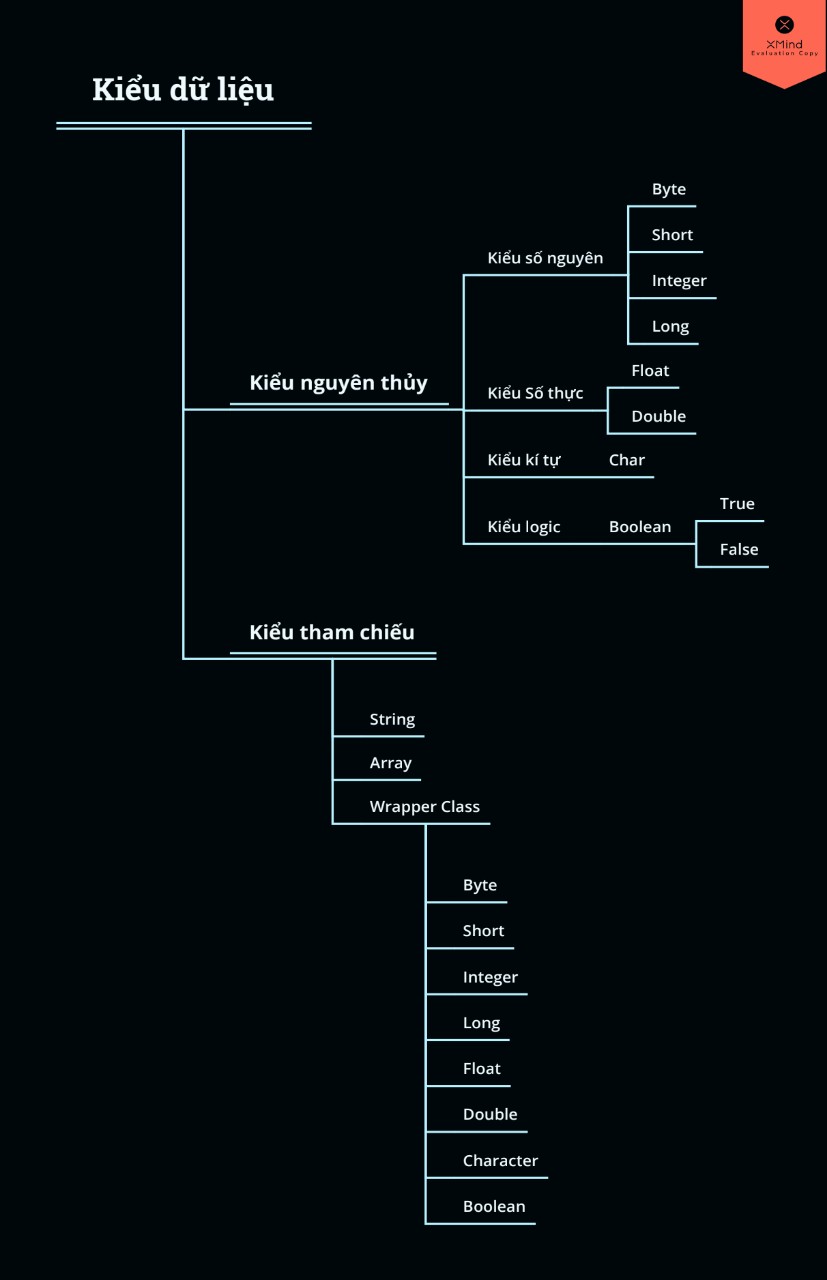 XMind
Evaluation Copy
Kiểu dữ liệu
Kiểu nguyên thủy
Kiểu số nguyên
Byte
Short
Integer
Long
Kiểu Số thực
Float
Double
Kiểu kí tự
Char
Kiểu logic
Boolean
True
False
Kiểu tham chiếu
String
Array
Wrapper Class
Byte
Short
Integer
Long
Float
Double
Character
Boolean